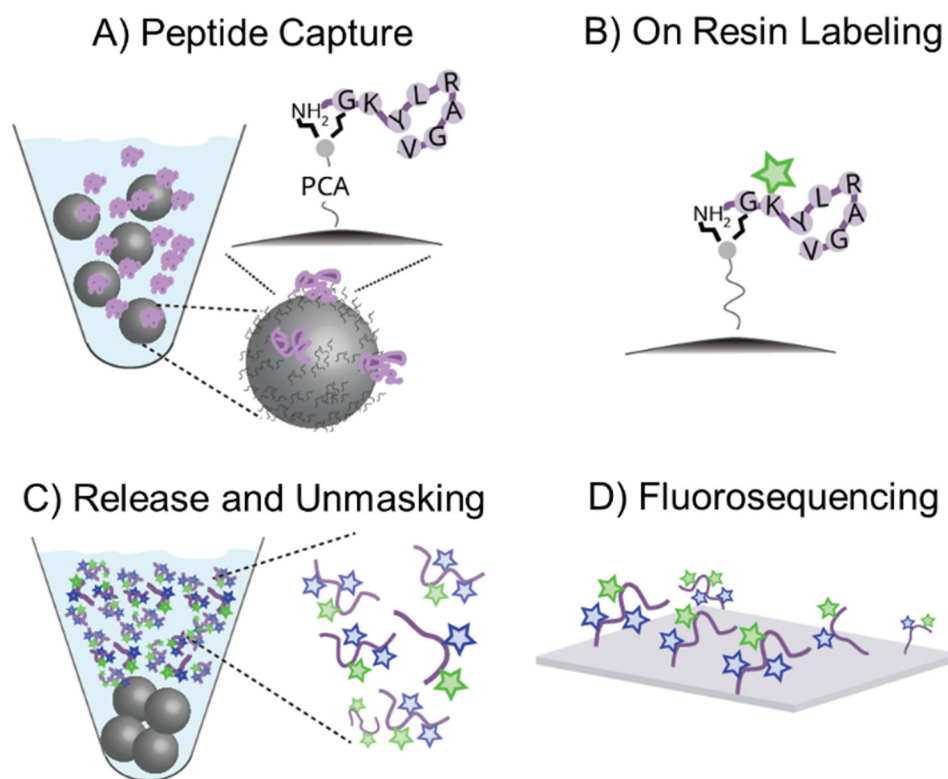 A) Peptide Capture
B) On Resin Labeling
NH2 G K Y L R A G V
PCA
NH2 G K Y L R A G V
C) Release and Unmasking
D) Fluorosequencing